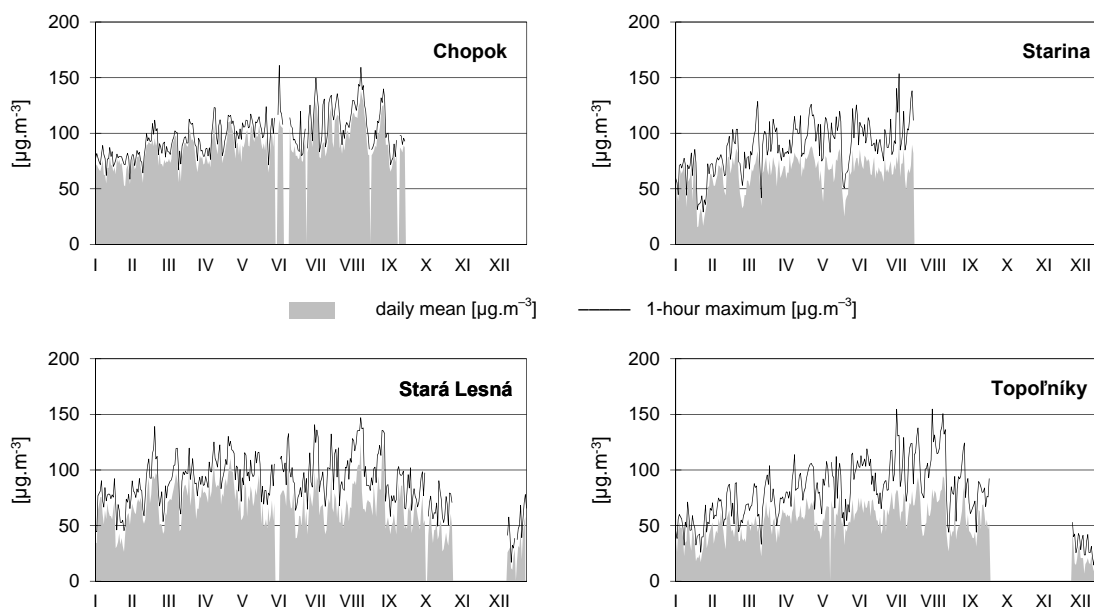 200
150
100
50
0
[µg.m-3]
Chopok
I II III IV V VI VII VIII IX X XI XII
200
150
100
50
0
[µg.m-3]
Starina
I II III IV V VI VII VIII IX X XI XII
daily mean [µg.m–3]
1-hour maximum [µg.m–3]
200
150
100
50
0
[µg.m-3]
Stará Lesná
I II III IV V VI VII VIII IX X XI XII
200
150
100
50
0
[µg.m-3]
Topoľníky
I II III IV V VI VII VIII IX X XI XII